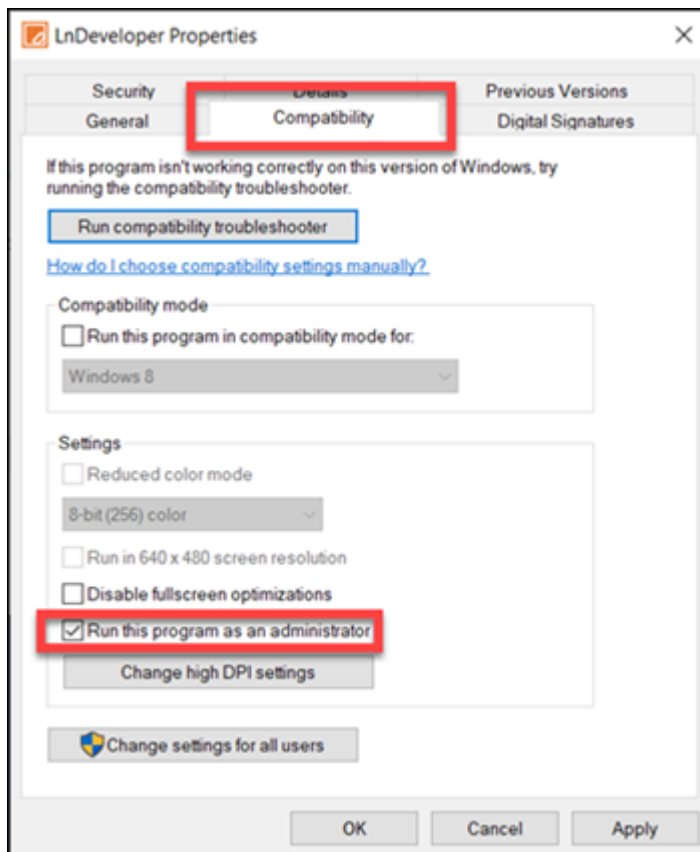 LnDeveloper Properties
Security Details Previous Versions
General Compatibility Digital Signatures
If this program isn't working correctly on this version of Windows, try
running the compatibility troubleshooter.
Run compatibility troubleshooter
How do I choose compatibility settings manually?
Compatibility mode
Run this program in compatibility mode for:
Windows 8
Settings
Reduced color mode
8-bit (256) color
Run in 640 x 480 screen resolution
Disable fullscreen optimizations
Run this program as an administrator
Change high DPI settings
Change settings for all users
OK Cancel Apply